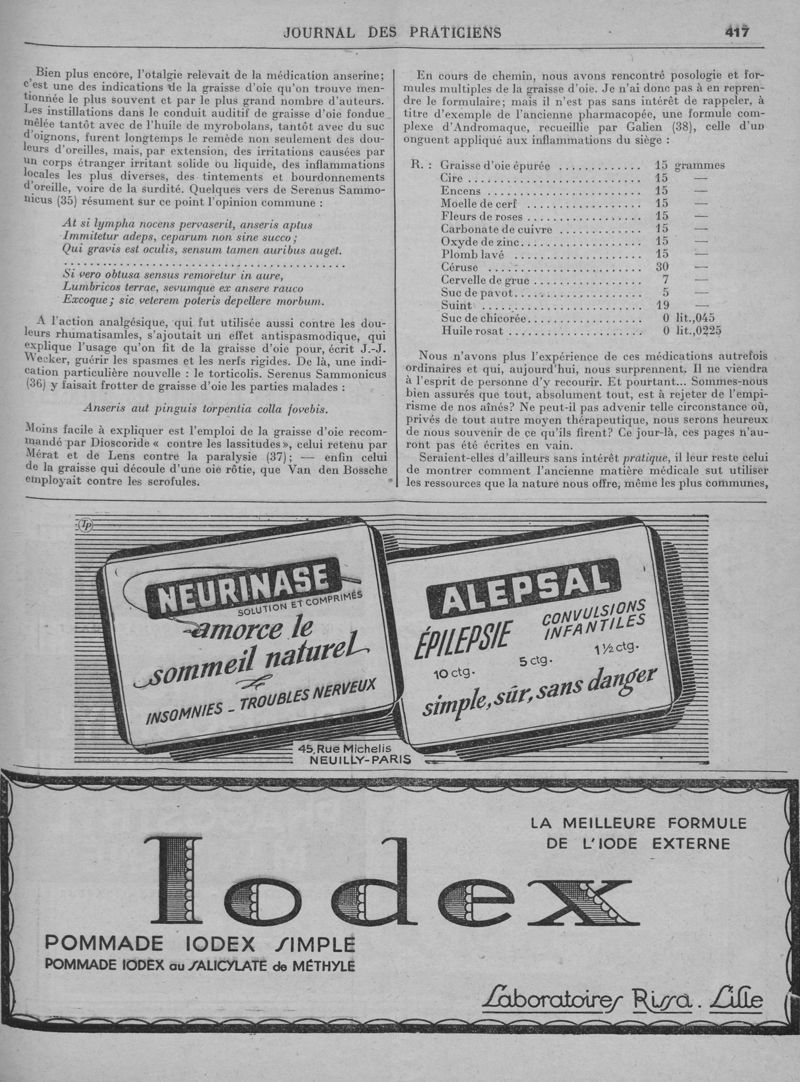 JOURNAL DES PRATICIENS
417
Bien plus encore, l'otalgie relevait de la médication anserine;
c'est une des indications de la graisse d'oie qu'on trouve men-
tionnée le plus souvent et par le plus grand nombre d'auteurs.
Les instillations dans le conduit auditif de graisse d'oie fondue
mêlée tantôt avec de l'huile de myrobolans, tantôt avec du suc
d'oignons, furent longtemps le remède non seulement des dou-
leurs d'oreilles, mais, par extension, des irritations causées par
un corps étranger irritant solide ou liquide, des inflammations
locales les plus diverses, des tintements et bourdonnements
d'oreille, voire de la surdité. Quelques vers de Serenus Sammo-
nicus (35) résument sur ce point l'opinion commune :
At si lympha nocens pervaserit, anseris aptus
Immitetur adeps, ceparum non sine succo ;
Qui gravis est oculis, sensum tamen auribus auget.
. . . . . . . . . . . . . . . . . . . . . . . . . . . . . . . . . . . . . . . .
Si vero obtusa sensus remoretur in aure,
Lumbricos terrae, sevumque ex ansere rauco
Excoque ; sic veterem poteris depellere morbum.
A l'action analgésique, qui fut utilisée aussi contre les dou-
leurs rhumatisamles, s'ajoutait un effet antispasmodique, qui
explique l'usage qu'on fit de la graisse d'oie pour, écrit J.-J.
Wecker, guérir les spasmes et les nerfs rigides. De là, une indi-
cation particulière nouvelle : le torticolis. Serenus Sammonicus
(36) y faisait frotter de graisse d'oie les parties malades :
Anseris aut pinguis torpentia colla fovebis.
Moins facile à expliquer est l'emploi de la graisse d'oie recom-
mandé par Dioscoride « contre les lassitudes », celui retenu par
Mérat et de Lens contre la paralysie (37) ; — enfin celui
de la graisse qui découle d'une oie rôtie, que Van den Bossche
employait contre les scrofules.
En cours de chemin, nous avons rencontré posologie et for-
mules multiples de la graisse d'oie. Je n'ai donc pas à en repren-
dre le formulaire; mais il n'est pas sans intérêt de rappeler, à
titre d'exemple de l'ancienne pharmacopée, une formule com-
plexe d'Andromaque, recueillie par Galien (38), celle d'un
onguent appliqué aux inflammations du siège :
R. : Graisse d'oie épurée ............ 15 grammes
Cire .......................... 15 —
Encens ....................... 15 —
Moelle de cerf ................. 15 —
Fleurs de roses ................. 15 —
Carbonate de cuivre ............ 15 —
Oxyde de zinc .................. 15 —
Plomb lavé .................... 15 —
Céruse ....................... 30 —
Cervelle de grue ................ 7 —
Suc de pavot ................... 5 —
Suint ........................ 19 —
Suc de chicorée ................. 0 lit.,045
Huile rosat .................... 0 lit.,0225
Nous n'avons plus l'expérience de ces médications autrefois
ordinaires et qui, aujourd'hui, nous surprennent. Il ne viendra
à l'esprit de personne d'y recourir. Et pourtant... Sommes-nous
bien assurés que tout, absolument tout, est à rejeter de l'empi-
risme de nos aînés? Ne peut-il pas advenir telle circonstance où,
privés de tout autre moyen thérapeutique, nous serons heureux
de nous souvenir de ce qu'ils firent? Ce jour-là, ces pages n'au-
ront pas été écrites en vain.
Seraient-elles d'ailleurs sans intérêt pratique, il leur reste celui
de montrer comment l'ancienne matière médicale sut utiliser
les ressources que la nature nous offre, même les plus communes,
NEURINASE
SOLUTION ET COMPRIMÉS
amorce le
sommeil naturel
INSOMNIES - TROUBLES NERVEUX
ALEPSAL
ÉPILEPSIE
CONVULSIONS
INFANTILES
10 ctg. 5 ctg. 1½ ctg.
simple, sûr, sans danger
45, Rue Michelis
NEUILLY-PARIS
LA MEILLEURE FORMULE
DE L'IODE EXTERNE
Iodex
POMMADE IODEX SIMPLE
POMMADE IODEX au SALICYLATE de MÉTHYLE
Laboratoires Rissa. Lille